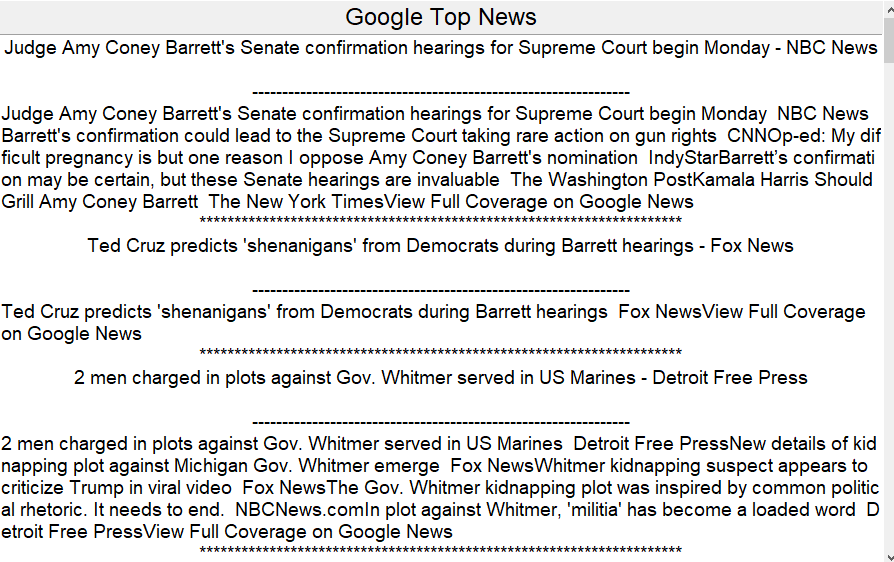 Google Top News
Judge Amy Coney Barrett's Senate confirmation hearings for Supreme Court begin Monday - NBC News
---------------------------------------------------------------
Judge Amy Coney Barrett's Senate confirmation hearings for Supreme Court begin Monday  NBC News
Barrett's confirmation could lead to the Supreme Court taking rare action on gun rights  CNNOp-ed: My dif
ficult pregnancy is but one reason I oppose Amy Coney Barrett's nomination  IndyStarBarrett’s confirmati
on may be certain, but these Senate hearings are invaluable  The Washington PostKamala Harris Should
Grill Amy Coney Barrett  The New York TimesView Full Coverage on Google News
*********************************************************************
Ted Cruz predicts 'shenanigans' from Democrats during Barrett hearings - Fox News
---------------------------------------------------------------
Ted Cruz predicts 'shenanigans' from Democrats during Barrett hearings  Fox NewsView Full Coverage
on Google News
*********************************************************************
2 men charged in plots against Gov. Whitmer served in US Marines - Detroit Free Press
---------------------------------------------------------------
2 men charged in plots against Gov. Whitmer served in US Marines  Detroit Free PressNew details of kid
napping plot against Michigan Gov. Whitmer emerge  Fox NewsWhitmer kidnapping suspect appears to
criticize Trump in viral video  Fox NewsThe Gov. Whitmer kidnapping plot was inspired by common politic
al rhetoric. It needs to end.  NBCNews.comIn plot against Whitmer, 'militia' has become a loaded word  D
etroit Free PressView Full Coverage on Google News
*********************************************************************